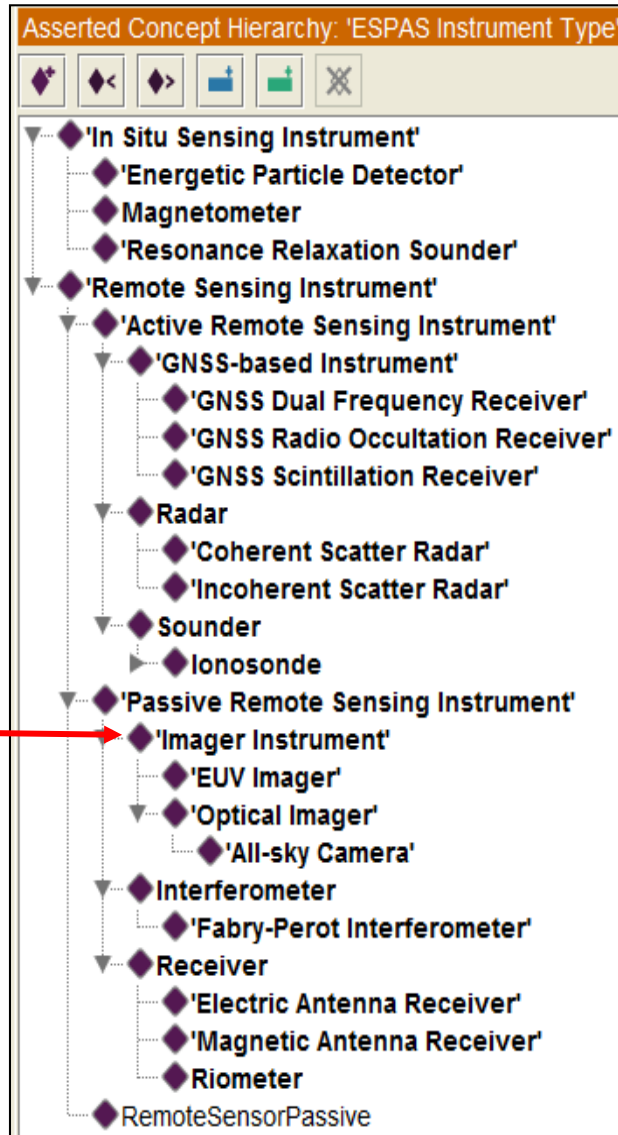 Asserted Concept Hierarchy: 'ESPAS Instrument Type'
'In Situ Sensing Instrument'
'Energetic Particle Detector'
Magnetometer
'Resonance Relaxation Sounder'
'Remote Sensing Instrument'
'Active Remote Sensing Instrument'
'GNSS-based Instrument'
'GNSS Dual Frequency Receiver'
'GNSS Radio Occultation Receiver'
'GNSS Scintillation Receiver'
Radar
'Coherent Scatter Radar'
'Incoherent Scatter Radar'
Sounder
Ionosonde
'Passive Remote Sensing Instrument'
'Imager Instrument'
'EUV Imager'
'Optical Imager'
'All-sky Camera'
Interferometer
'Fabry-Perot Interferometer'
Receiver
'Electric Antenna Receiver'
'Magnetic Antenna Receiver'
Riometer
RemoteSensorPassive